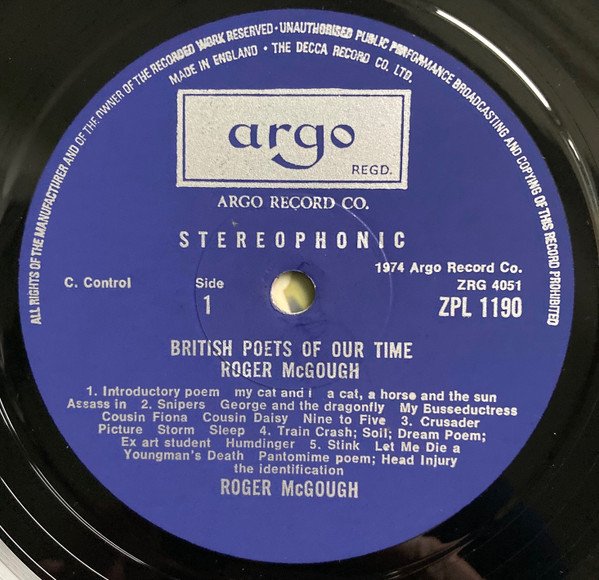 ALL RIGHTS OF THE MANUFACTURER AND OF THE OWNER OF THE RECORDED WORK RESERVED · UNAUTHORISED PUBLIC PERFORMANCE BROADCASTING AND COPYING OF THIS RECORD PROHIBITED
MADE IN ENGLAND · THE DECCA RECORD CO. LTD.
argo
REGD.
ARGO RECORD CO.
STEREOPHONIC
1974 Argo Record Co.
C. Control Side ZRG 4051
1 ZPL 1190
BRITISH POETS OF OUR TIME
ROGER McGOUGH
1. Introductory poem my cat and i a cat, a horse and the sun
Assass in 2. Snipers George and the dragonfly My Busseductress
Cousin Fiona Cousin Daisy Nine to Five 3. Crusader
Picture Storm Sleep 4. Train Crash; Soil; Dream Poem;
Ex art student Humdinger 5. Stink Let Me Die a
Youngman's Death Pantomime poem; Head Injury
the identification
ROGER McGOUGH